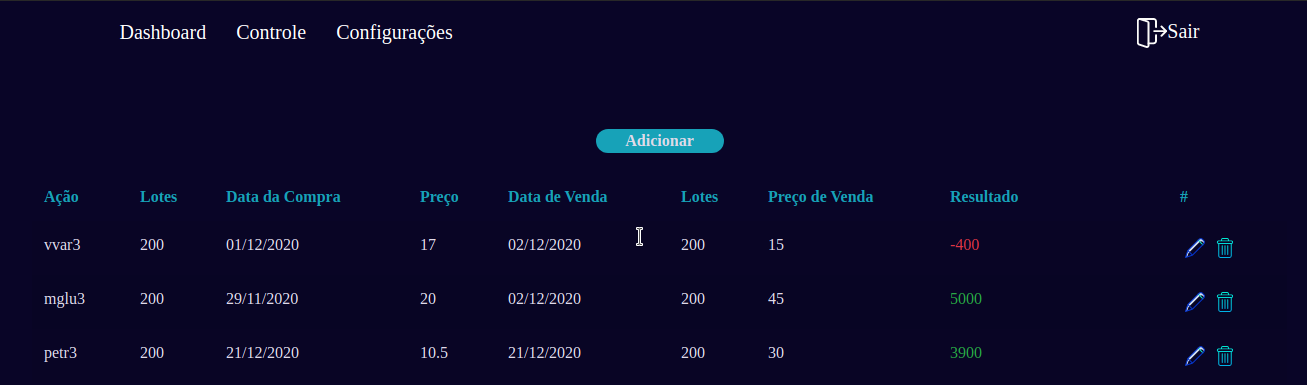 Dashboard Controle Configurações Sair
Adicionar
Ação Lotes Data da Compra Preço Data de Venda Lotes Preço de Venda Resultado #
vvar3 200 01/12/2020 17 02/12/2020 200 15 -400
mglu3 200 29/11/2020 20 02/12/2020 200 45 5000
petr3 200 21/12/2020 10.5 21/12/2020 200 30 3900